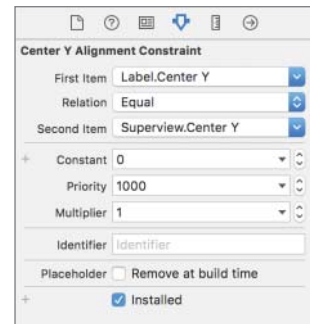 Center Y Alignment Constraint
First Item Label.Center Y
Relation Equal
Second Item Superview.Center Y
+ Constant 0
Priority 1000
Multiplier 1
Identifier Identifier
Placeholder Remove at build time
+ Installed